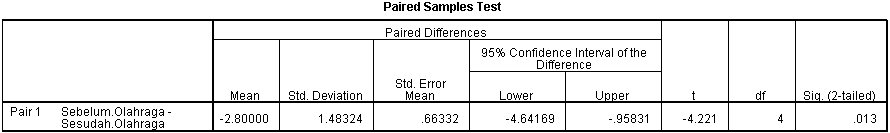 Paired Samples Test
Paired Differences
95% Confidence Interval of the
Difference
Std. Error
Mean
Mean Std. Deviation Lower Upper t df Sig. (2-tailed)
Pair 1 Sebelum.Olahraga -
Sesudah.Olahraga
-2.80000 1.48324 .66332 -4.64169 -.95831 -4.221 4 .013